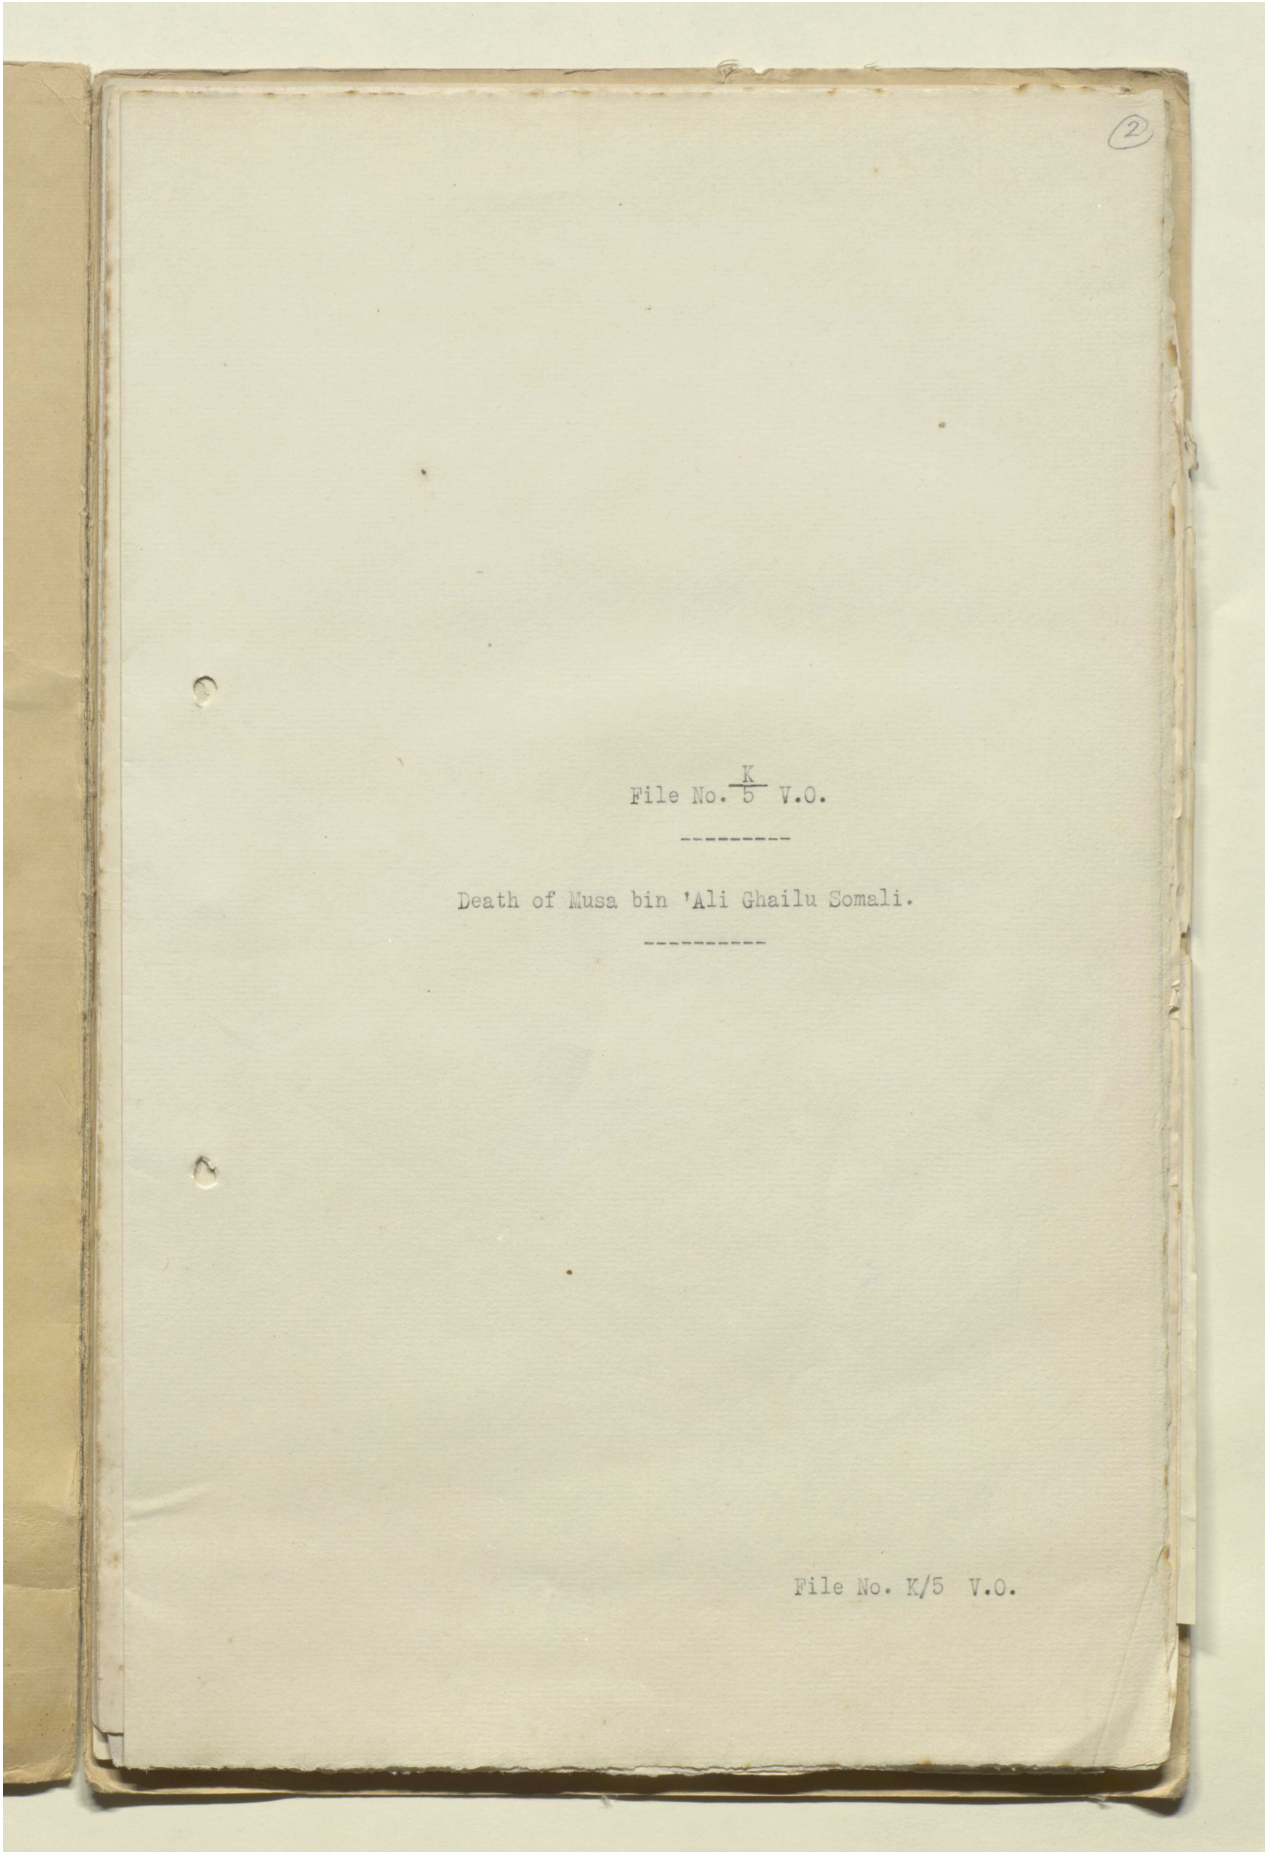 2
File No. K/5 V.O.
---------
Death of Musa bin 'Ali Ghailu Somali.
----------
File No. K/5 V.O.